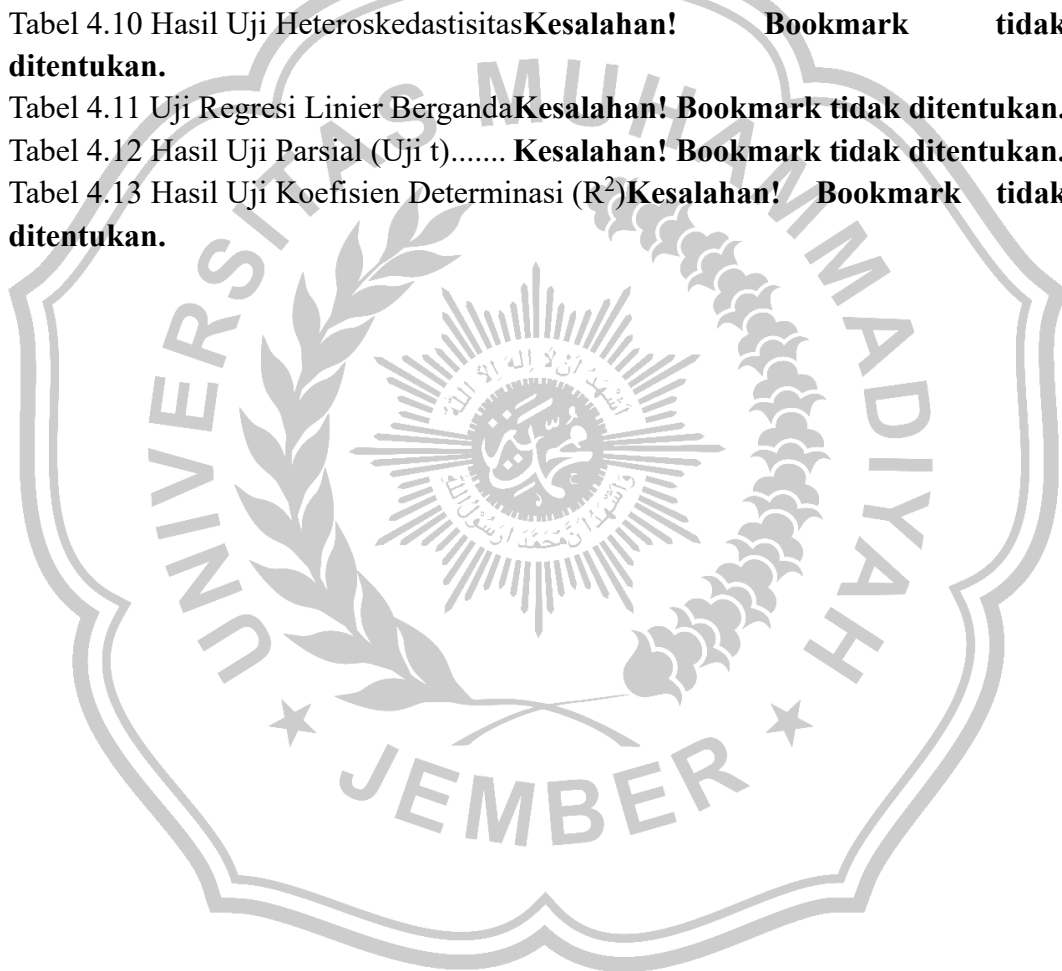 Tabel 4.10 Hasil Uji HeteroskedastisitasKesalahan! Bookmark tidak
ditentukan.
Tabel 4.11 Uji Regresi Linier BergandaKesalahan! Bookmark tidak ditentukan.
Tabel 4.12 Hasil Uji Parsial (Uji t)....... Kesalahan! Bookmark tidak ditentukan.
Tabel 4.13 Hasil Uji Koefisien Determinasi (R²)Kesalahan! Bookmark tidak
ditentukan.
UNIVERSITAS MUHAMMADIYAH
JEMBER